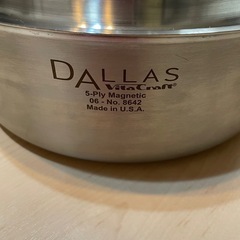 DALLAS
VitaCraft®
5-Ply Magnetic
06 - No. 8642
Made in U.S.A.